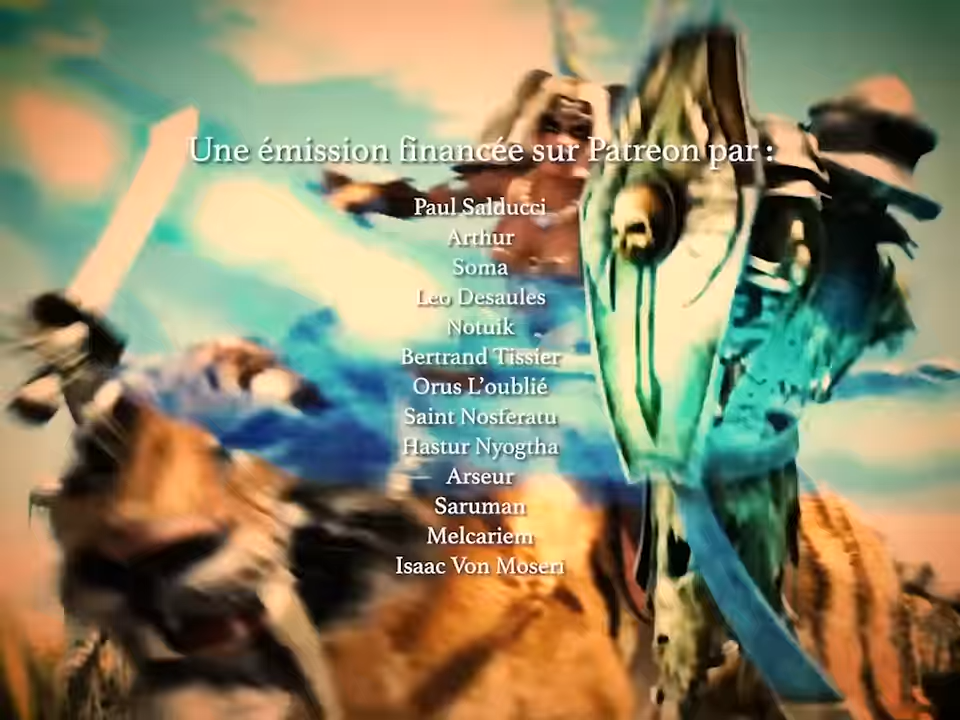 Une émission financée sur Patreon par :
Paul Salducci
Arthur
Soma
Leo Desaules
Notuik
Bertrand Tissier
Orus L'oublié
Saint Nosferatu
Hastur Nyogtha
Arseur
Saruman
Melcariem
Isaac Von Moseri